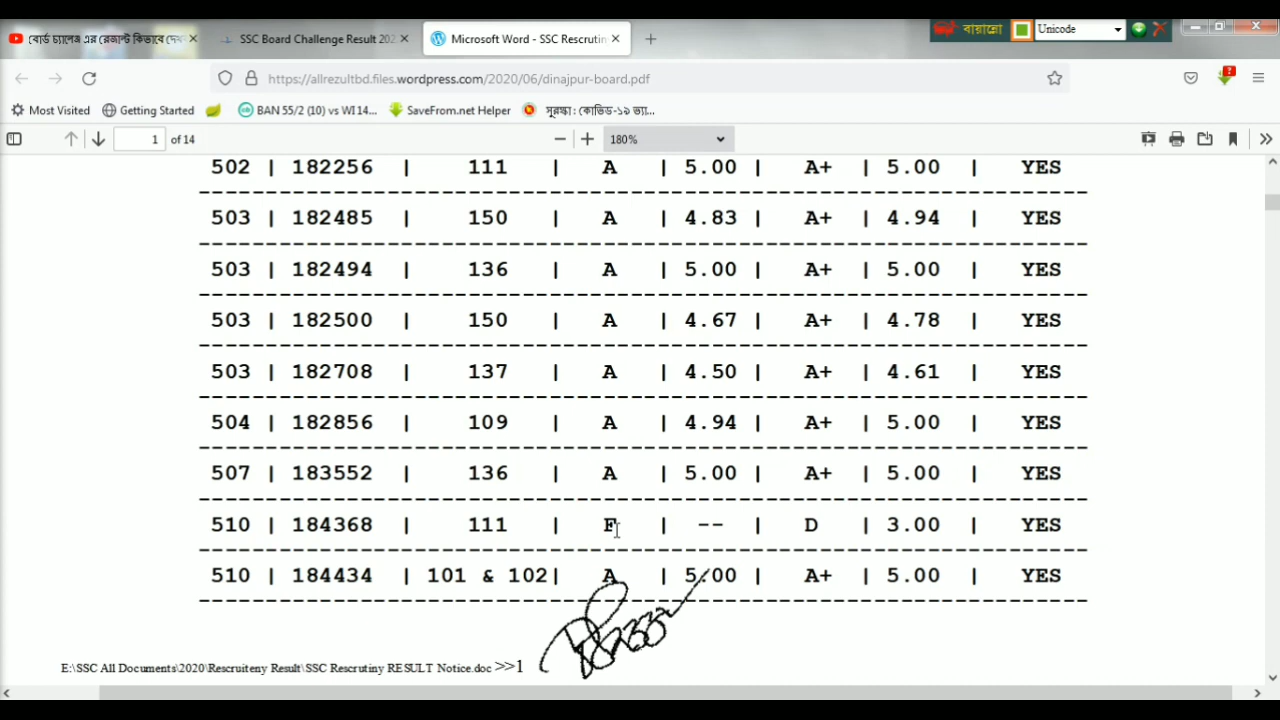 বোর্ড চ্যালেঞ্জ এর রেজাল্ট কিভাবে দেখ
SSC Board Challenge Result 202
Microsoft Word - SSC Rescrutin
বায়ান্নো
Unicode
https://allrezultbd.files.wordpress.com/2020/06/dinajpur-board.pdf
Most Visited
Getting Started
BAN 55/2 (10) vs WI 14...
SaveFrom.net Helper
সুরক্ষা : কোভিড-১৯ ভ্যা...
1 of 14
180%
502 | 182256 | 111 | A | 5.00 | A+ | 5.00 | YES
503 | 182485 | 150 | A | 4.83 | A+ | 4.94 | YES
503 | 182494 | 136 | A | 5.00 | A+ | 5.00 | YES
503 | 182500 | 150 | A | 4.67 | A+ | 4.78 | YES
503 | 182708 | 137 | A | 4.50 | A+ | 4.61 | YES
504 | 182856 | 109 | A | 4.94 | A+ | 5.00 | YES
507 | 183552 | 136 | A | 5.00 | A+ | 5.00 | YES
510 | 184368 | 111 | F | -- | D | 3.00 | YES
510 | 184434 | 101 & 102| A | 5.00 | A+ | 5.00 | YES
E:\SSC All Documents\2020\Rescruiteny Result\SSC Rescrutiny RESULT Notice.doc >>1